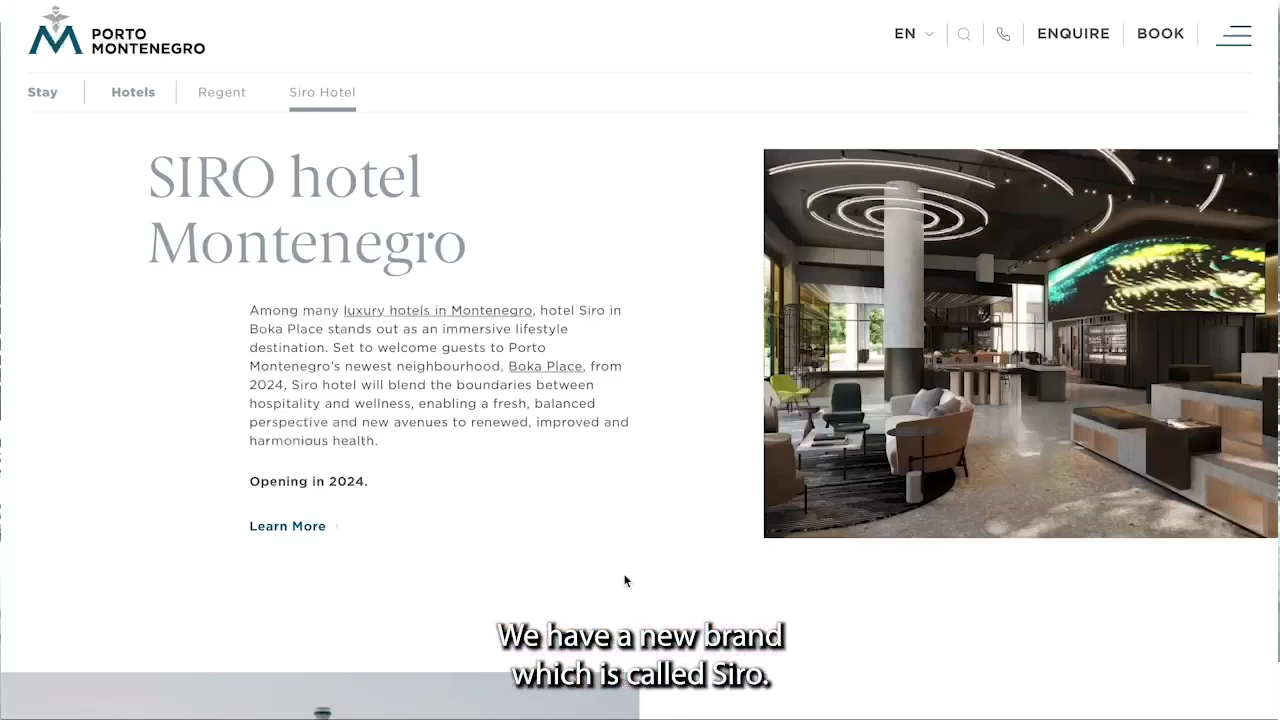 PORTO
MONTENEGRO
EN
ENQUIRE
BOOK
Stay
Hotels
Regent
Siro Hotel
SIRO hotel
Montenegro
Among many luxury hotels in Montenegro, hotel Siro in
Boka Place stands out as an immersive lifestyle
destination. Set to welcome guests to Porto
Montenegro's newest neighbourhood, Boka Place, from
2024, Siro hotel will blend the boundaries between
hospitality and wellness, enabling a fresh, balanced
perspective and new avenues to renewed, improved and
harmonious health.
Opening in 2024.
Learn More
We have a new brand
which is called Siro.